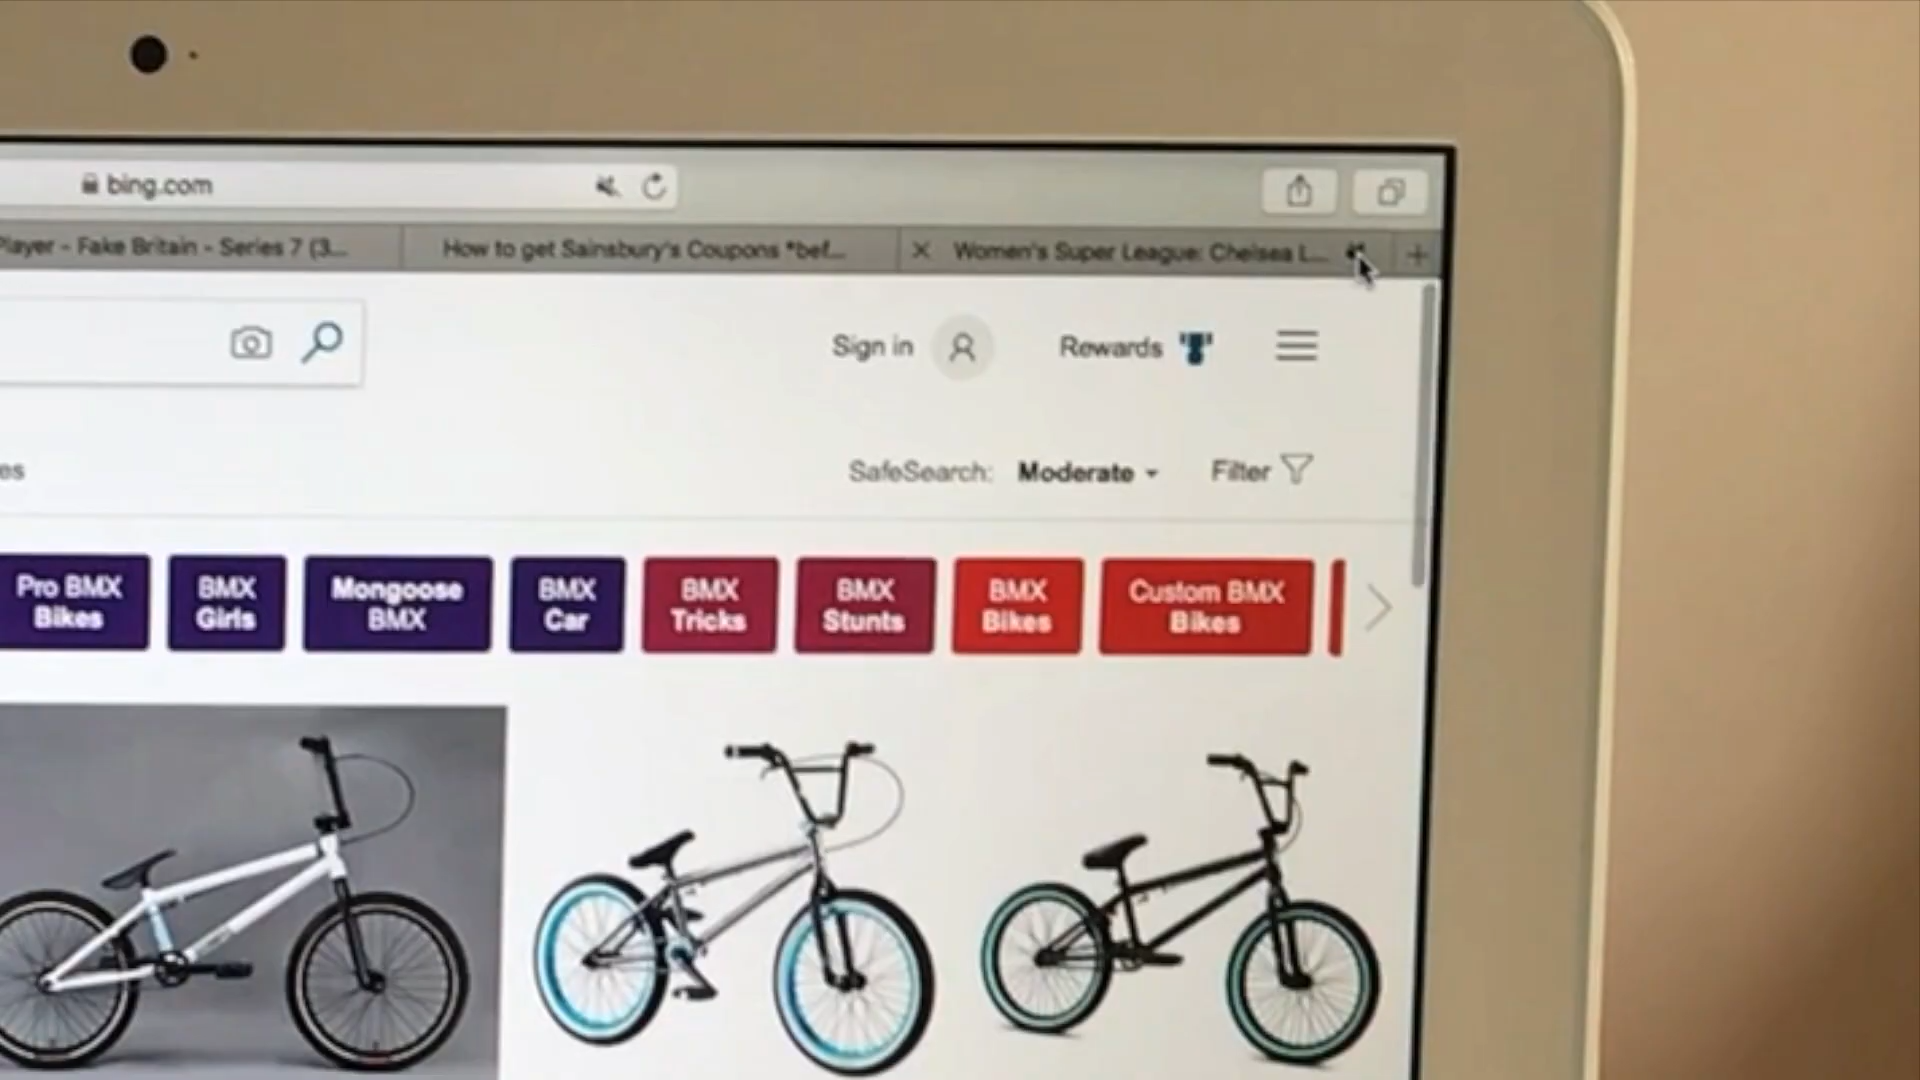 bing.com
Player - Fake Britain - Series 7 (3...
How to get Sainsbury's Coupons *bef...
Women's Super League: Chelsea L...
Sign in
Rewards
es
SafeSearch: Moderate
Filter
Pro BMX
Bikes
BMX
Girls
Mongoose
BMX
BMX
Car
BMX
Tricks
BMX
Stunts
BMX
Bikes
Custom BMX
Bikes